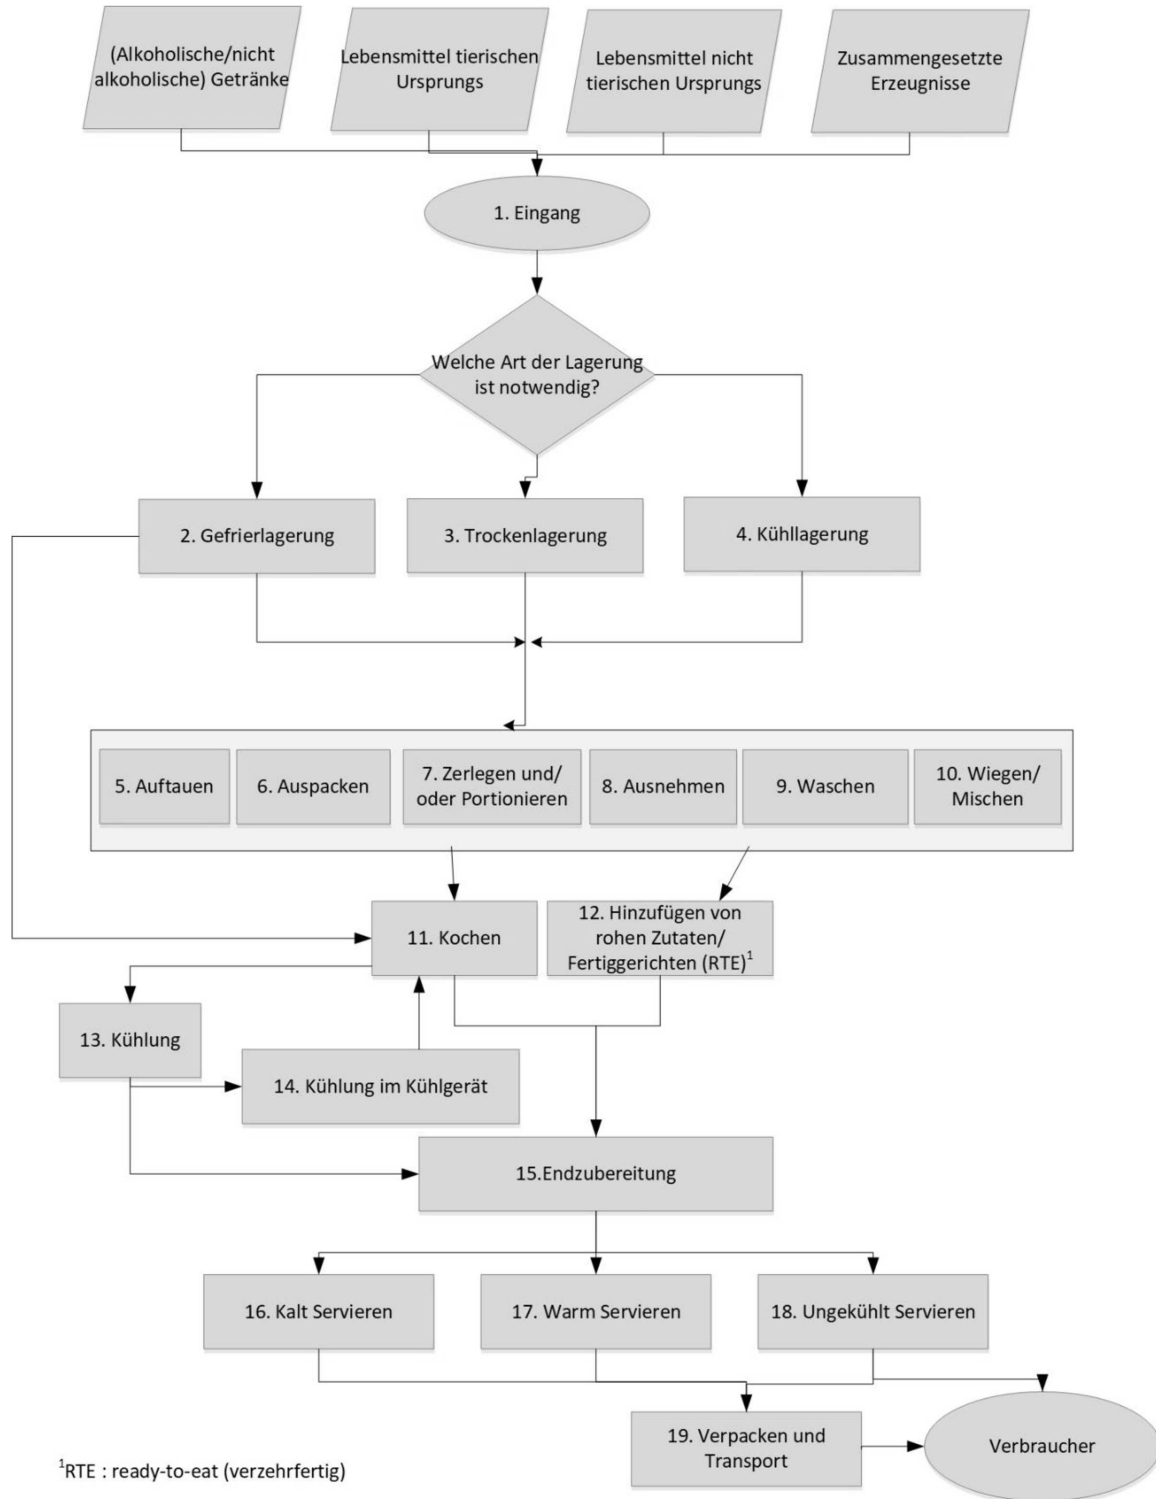 (Alkoholische/nicht
alkoholische) Getränke
Lebensmittel tierischen
Ursprungs
Lebensmittel nicht
tierischen Ursprungs
Zusammengesetzte
Erzeugnisse
1. Eingang
Welche Art der Lagerung
ist notwendig?
2. Gefrierlagerung
3. Trockenlagerung
4. Kühllagerung
5. Auftauen
6. Auspacken
7. Zerlegen und/
oder Portionieren
8. Ausnehmen
9. Waschen
10. Wiegen/
Mischen
11. Kochen
12. Hinzufügen von
rohen Zutaten/
Fertiggerichten (RTE)¹
13. Kühlung
14. Kühlung im Kühlgerät
15.Endzubereitung
16. Kalt Servieren
17. Warm Servieren
18. Ungekühlt Servieren
19. Verpacken und
Transport
Verbraucher
¹RTE : ready-to-eat (verzehrfertig)